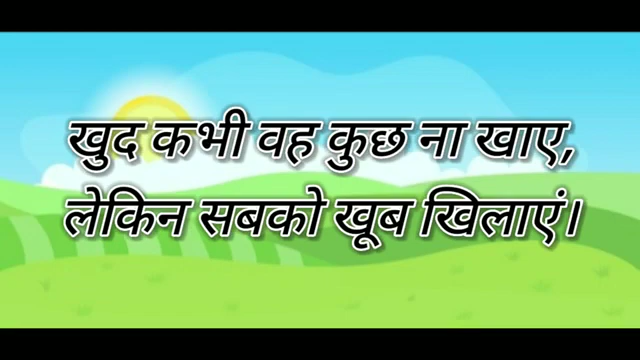 खुद कभी वह कुछ ना खाए,
लेकिन सबको खूब खिलाएं।